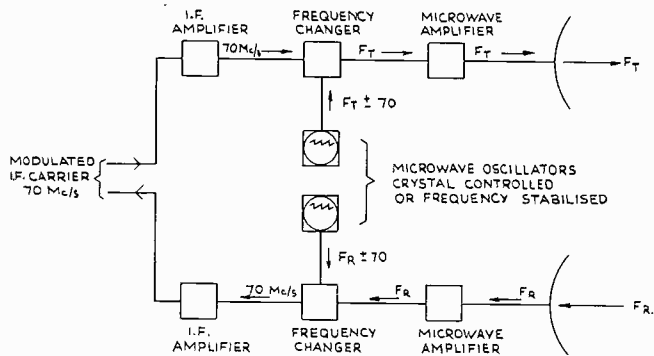 I.F.
AMPLIFIER
FREQUENCY
CHANGER
MICROWAVE
AMPLIFIER
70 Mc/s
FT
FT
FT
FT ± 70
MODULATED
I.F. CARRIER
70 Mc/s
MICROWAVE OSCILLATORS
CRYSTAL CONTROLLED
OR FREQUENCY STABILISED
FR ± 70
70 Mc/s
FR
FR
FR.
I.F.
AMPLIFIER
FREQUENCY
CHANGER
MICROWAVE
AMPLIFIER